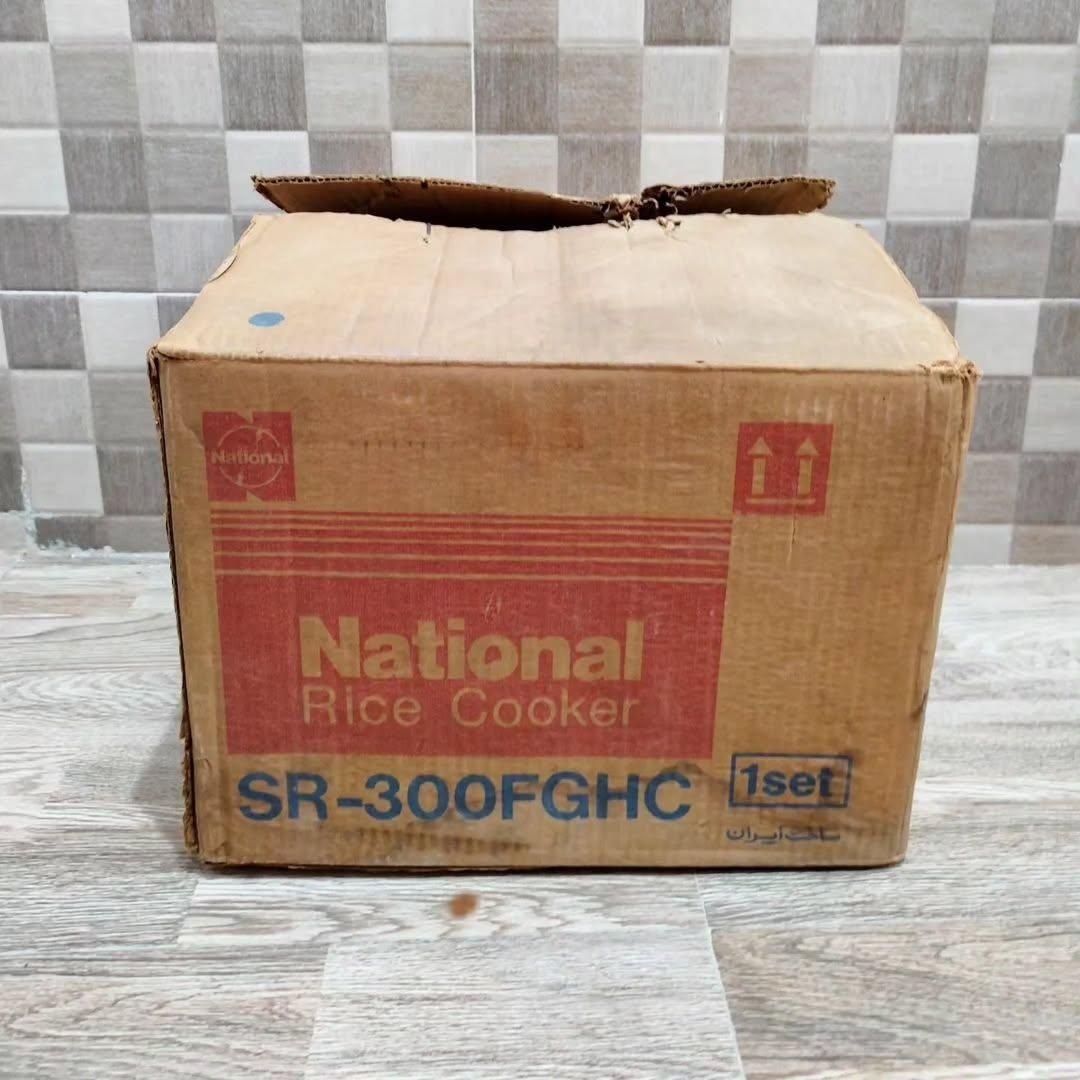 National
National
Rice Cooker
SR-300FGHC
1set
ساخت ایران